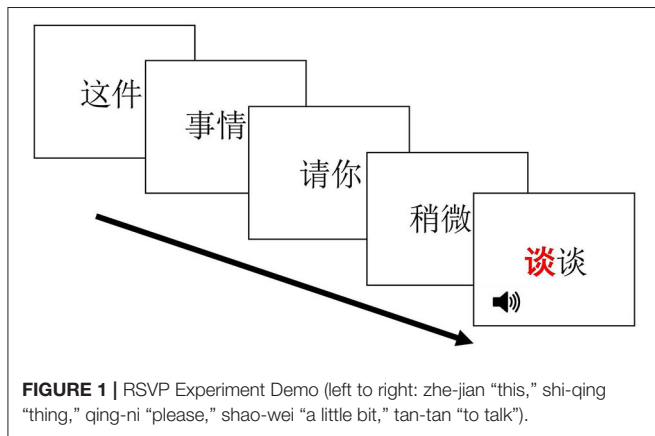 这件
事情
请你
稍微
谈谈
FIGURE 1 | RSVP Experiment Demo (left to right: zhe-jian “this,” shi-qing
“thing,” qing-ni “please,” shao-wei “a little bit,” tan-tan “to talk”).